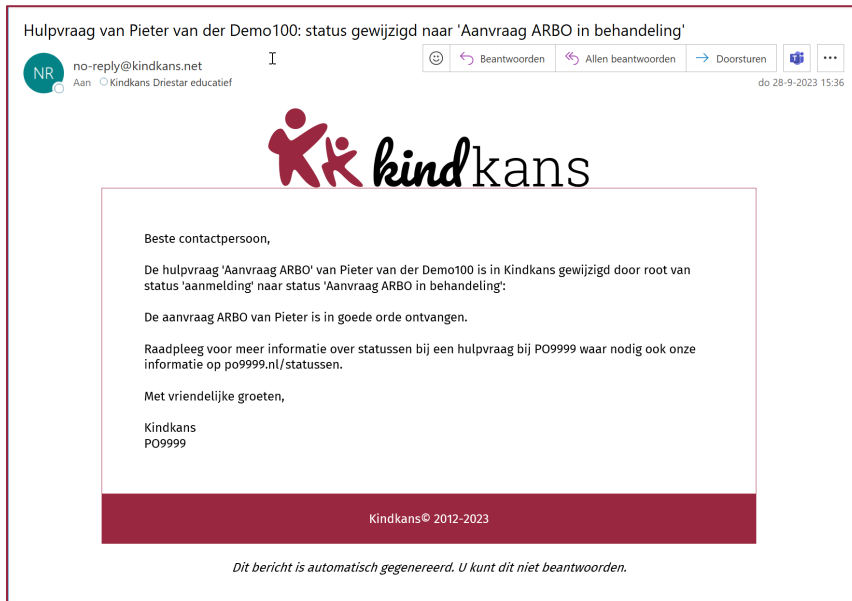 Hulpvraag van Pieter van der Demo100: status gewijzigd naar 'Aanvraag ARBO in behandeling'
NR
no-reply@kindkans.net
Aan Kindkans Driestar educatief
Beantwoorden
Allen beantwoorden
Doorsturen
do 28-9-2023 15:36
kindkans
Beste contactpersoon,
De hulpvraag 'Aanvraag ARBO' van Pieter van der Demo100 is in Kindkans gewijzigd door root van
status 'aanmelding' naar status 'Aanvraag ARBO in behandeling':
De aanvraag ARBO van Pieter is in goede orde ontvangen.
Raadpleeg voor meer informatie over statussen bij een hulpvraag bij PO9999 waar nodig ook onze
informatie op po9999.nl/statussen.
Met vriendelijke groeten,
Kindkans
PO9999
Kindkans© 2012-2023
Dit bericht is automatisch gegenereerd. U kunt dit niet beantwoorden.